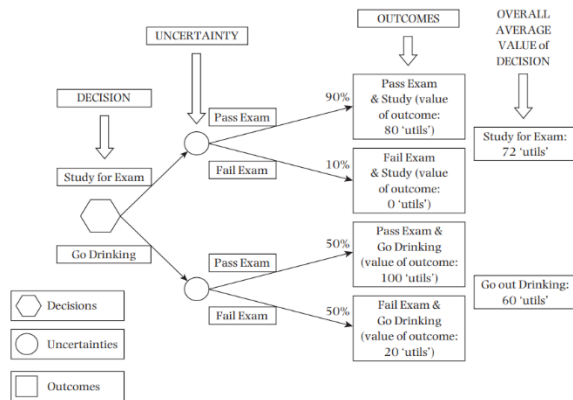 OUTCOMES
OVERALL
AVERAGE
VALUE of
DECISION
UNCERTAINTY
DECISION
Study for Exam
Go Drinking
Pass Exam
Fail Exam
Pass Exam
Fail Exam
90%
Pass Exam
& Study (value
of outcome:
80 ‘utils’)
10%
Fail Exam
& Study (value
of outcome:
0 ‘utils’)
50%
Pass Exam &
Go Drinking
(value of outcome:
100 ‘utils’)
50%
Fail Exam &
Go Drinking
(value of outcome:
20 ‘utils’)
Study for Exam:
72 ‘utils’
Go out Drinking:
60 ‘utils’
Decisions
Uncertainties
Outcomes